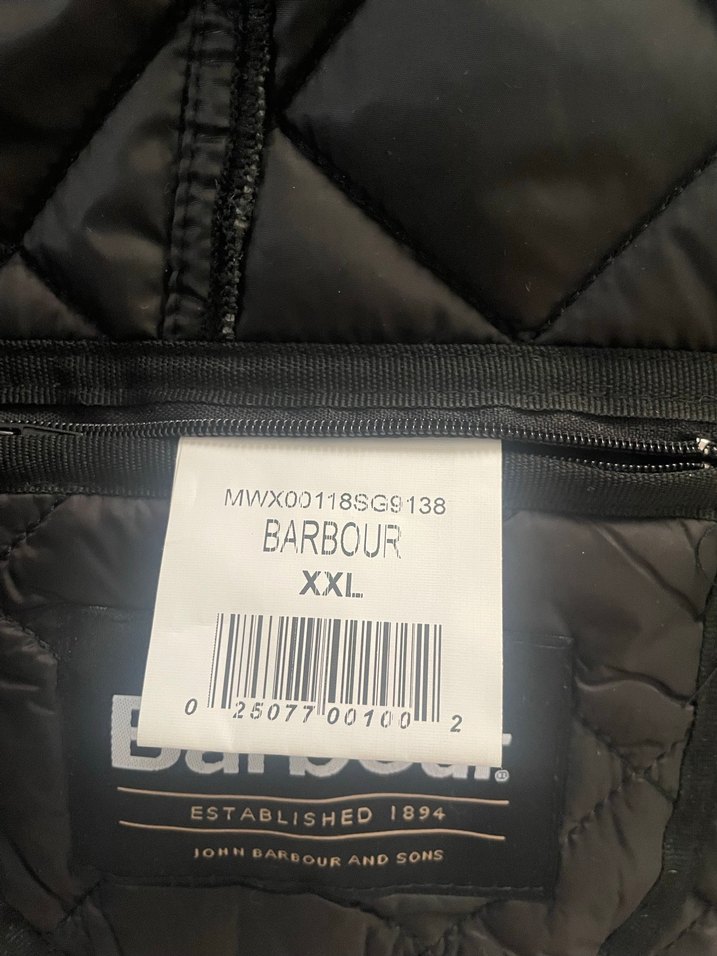 MWX00118SG9138
BARBOUR
XXL
0 25077 00100 2
Barbour®
ESTABLISHED 1894
JOHN BARBOUR AND SONS